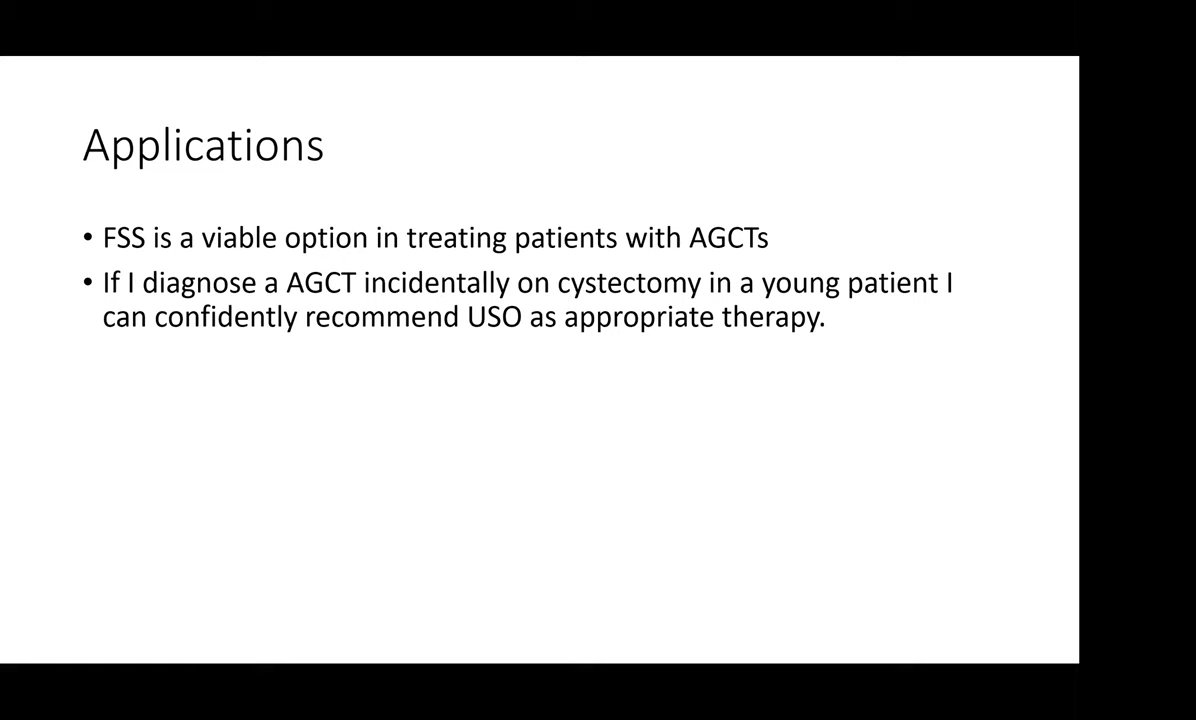 Applications
• FSS is a viable option in treating patients with AGCTs
• If I diagnose a AGCT incidentally on cystectomy in a young patient I
can confidently recommend USO as appropriate therapy.